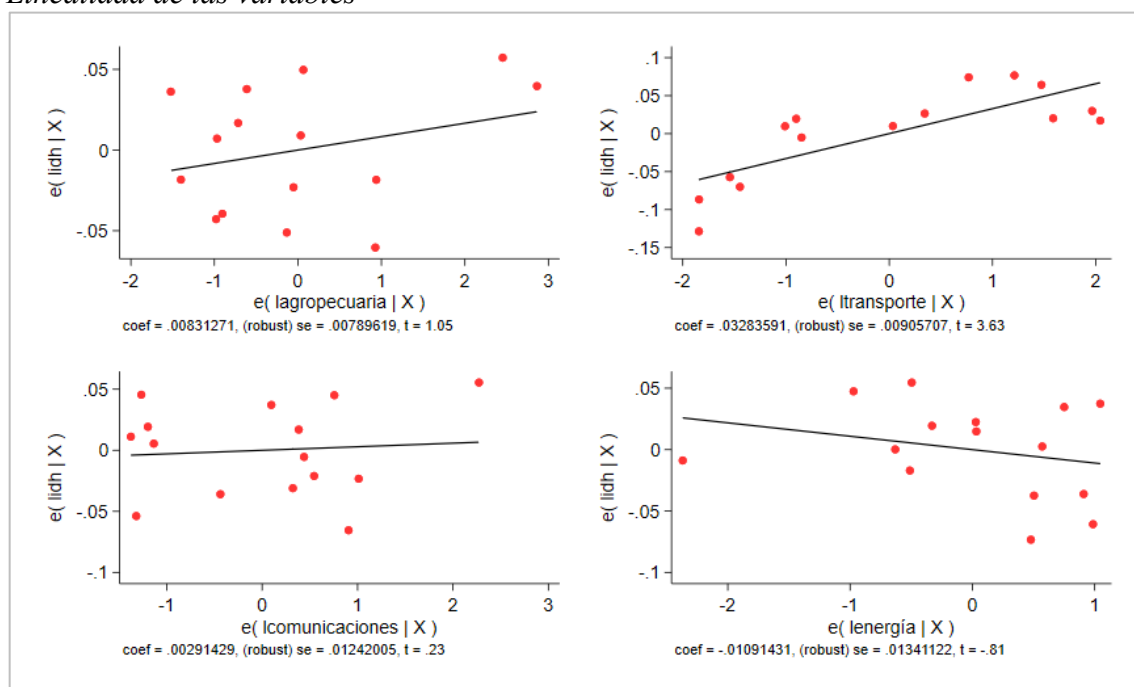 Linealidad de las variables
.05
0
-.05
e( lidh | X )
-2 -1 0 1 2 3
e( lagropecuaria | X )
coef = .00831271, (robust) se = .00789619, t = 1.05
.1
.05
0
-.05
-.1
-.15
e( lidh | X )
-2 -1 0 1 2
e( ltransporte | X )
coef = .03283591, (robust) se = .00905707, t = 3.63
.05
0
-.05
-.1
e( lidh | X )
-1 0 1 2 3
e( lcomunicaciones | X )
coef = .00291429, (robust) se = .01242005, t = .23
.05
0
-.05
-.1
e( lidh | X )
-2 -1 0 1
e( lenergía | X )
coef = -.01091431, (robust) se = .01341122, t = -.81